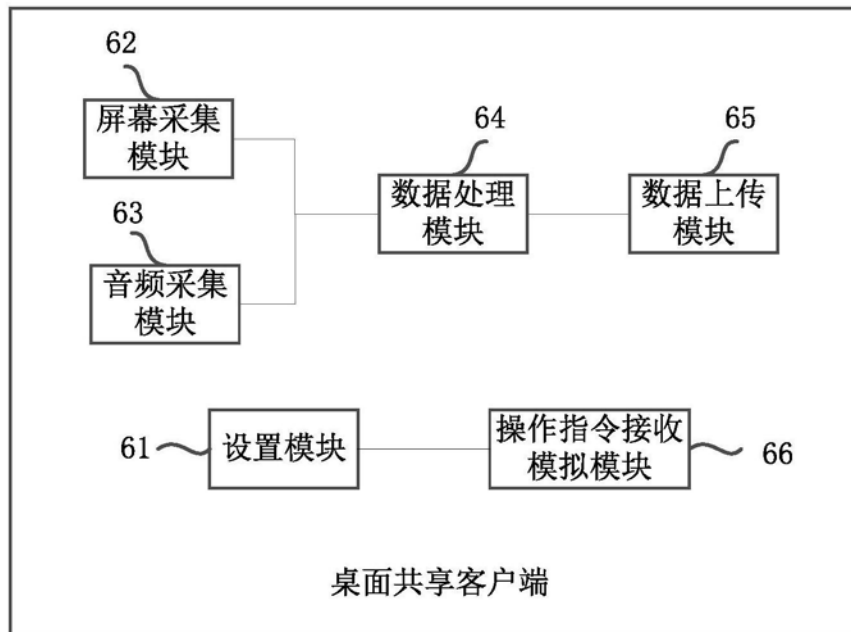 62
屏幕采集
模块
63
音频采集
模块
64
数据处理
模块
65
数据上传
模块
61
设置模块
操作指令接收
模拟模块
66
桌面共享客户端